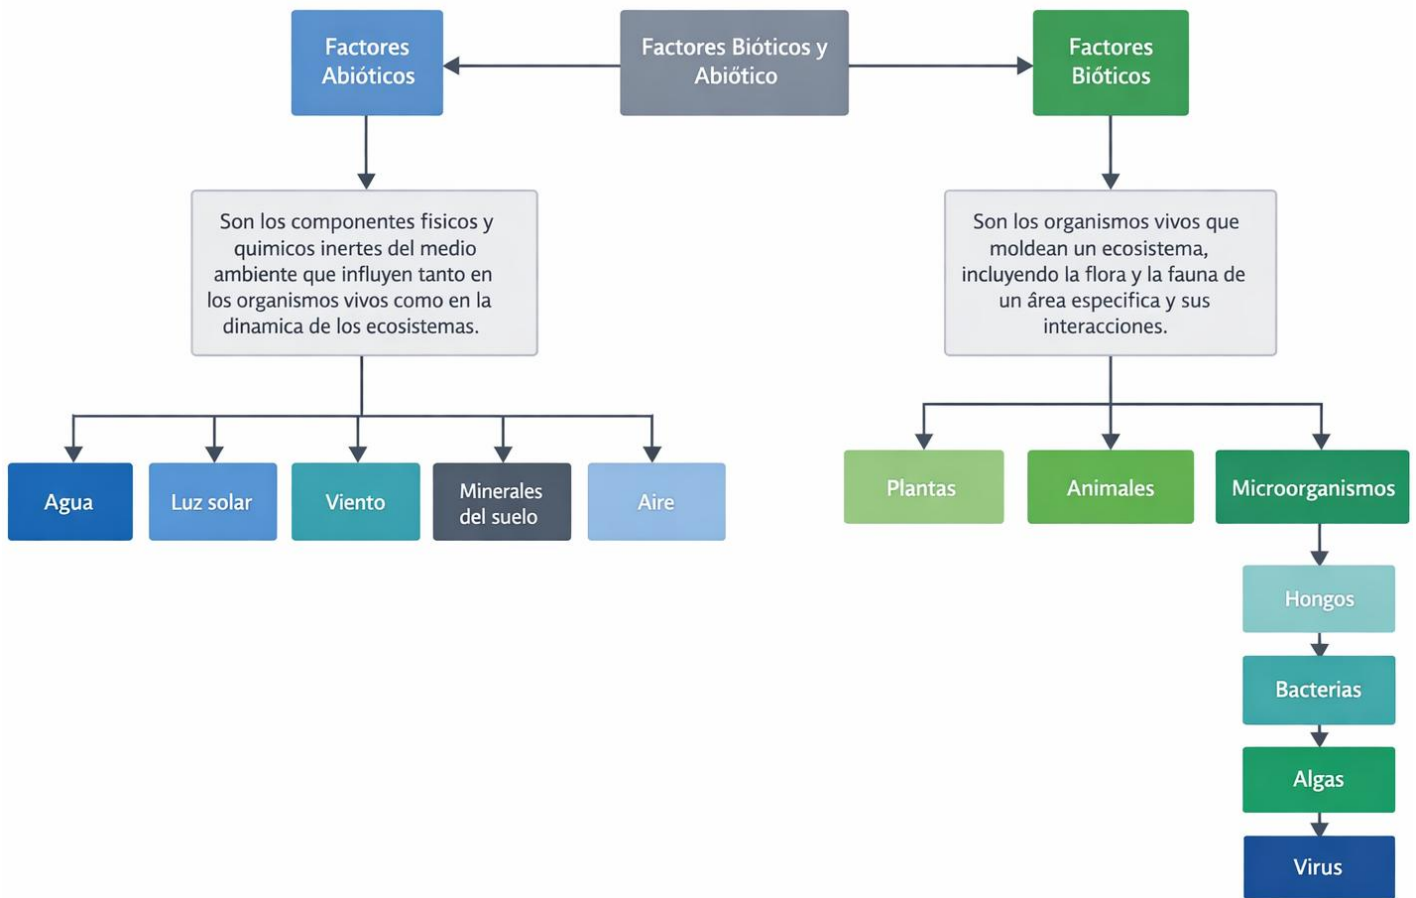 Factores
Abióticos
Factores Bióticos y
Abiótico
Factores
Bióticos
Son los componentes fisicos y
quimicos inertes del medio
ambiente que influyen tanto en
los organismos vivos como en la
dinamica de los ecosistemas.
Son los organismos vivos que
moldean un ecosistema,
incluyendo la flora y la fauna de
un área especifica y sus
interacciones.
Agua
Luz solar
Viento
Minerales
del suelo
Aire
Plantas
Animales
Microorganismos
Hongos
Bacterias
Algas
Virus